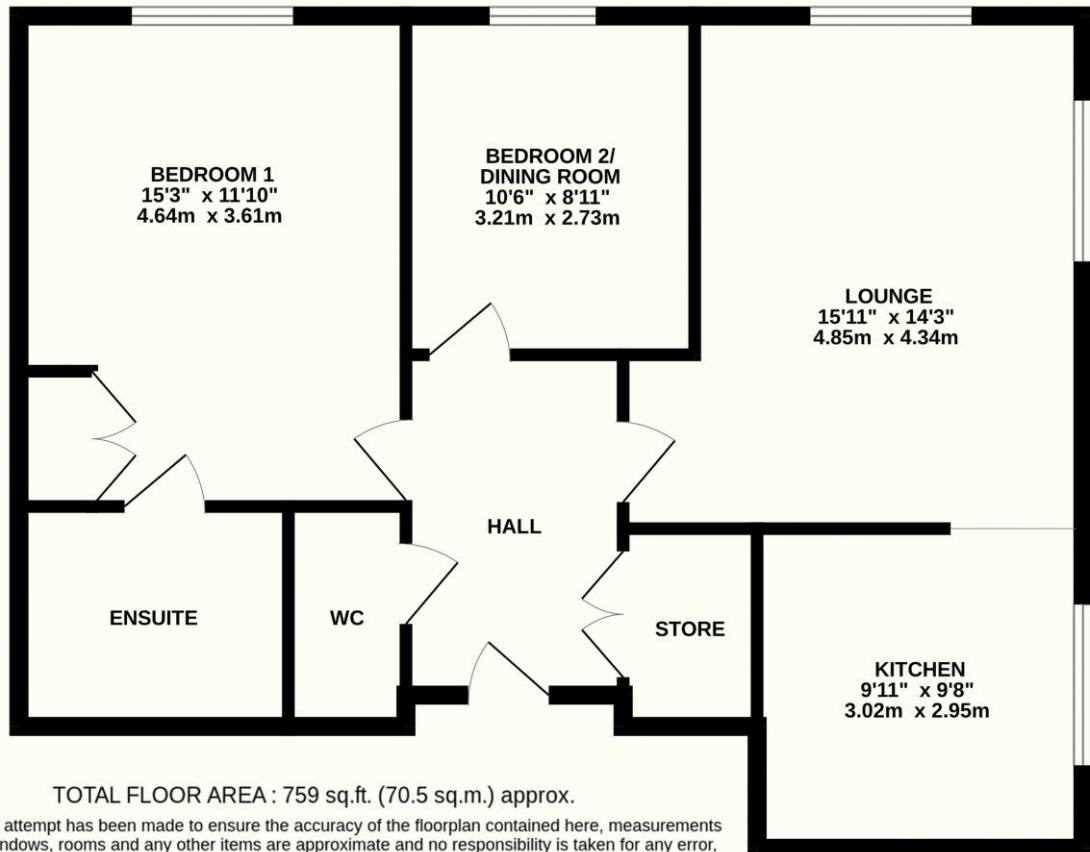 BEDROOM 1
15'3" x 11'10"
4.64m x 3.61m
BEDROOM 2/
DINING ROOM
10'6" x 8'11"
3.21m x 2.73m
LOUNGE
15'11" x 14'3"
4.85m x 4.34m
HALL
ENSUITE
WC
STORE
KITCHEN
9'11" x 9'8"
3.02m x 2.95m
TOTAL FLOOR AREA : 759 sq.ft. (70.5 sq.m.) approx.
attempt has been made to ensure the accuracy of the floorplan contained here, measurements
rooms and any other items are approximate and no responsibility is taken for any error,